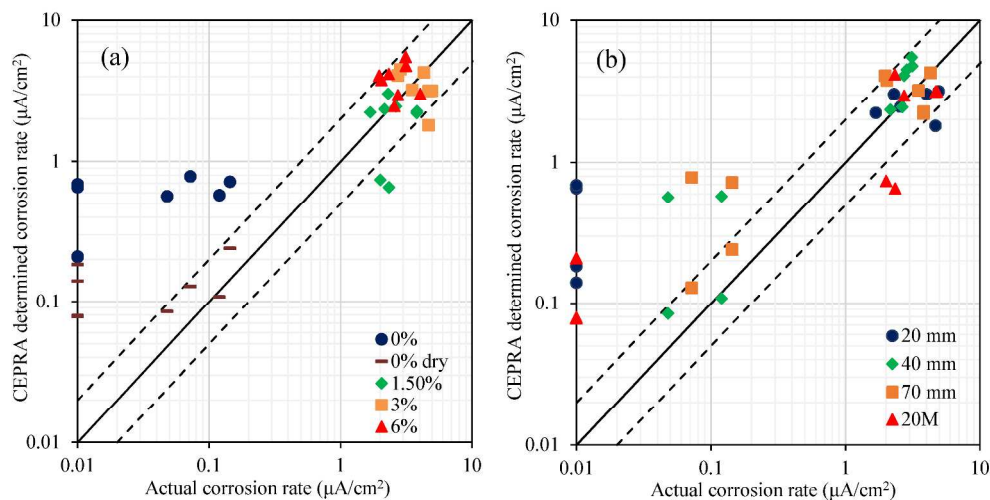 (a)
CEPRA determined corrosion rate (µA/cm²)
10
1
0.1
0.01
0.01 0.1 1 10
Actual corrosion rate (µA/cm²)
0%
0% dry
1.50%
3%
6%
(b)
CEPRA determined corrosion rate (µA/cm²)
10
1
0.1
0.01
0.01 0.1 1 10
Actual corrosion rate (µA/cm²)
20 mm
40 mm
70 mm
20M